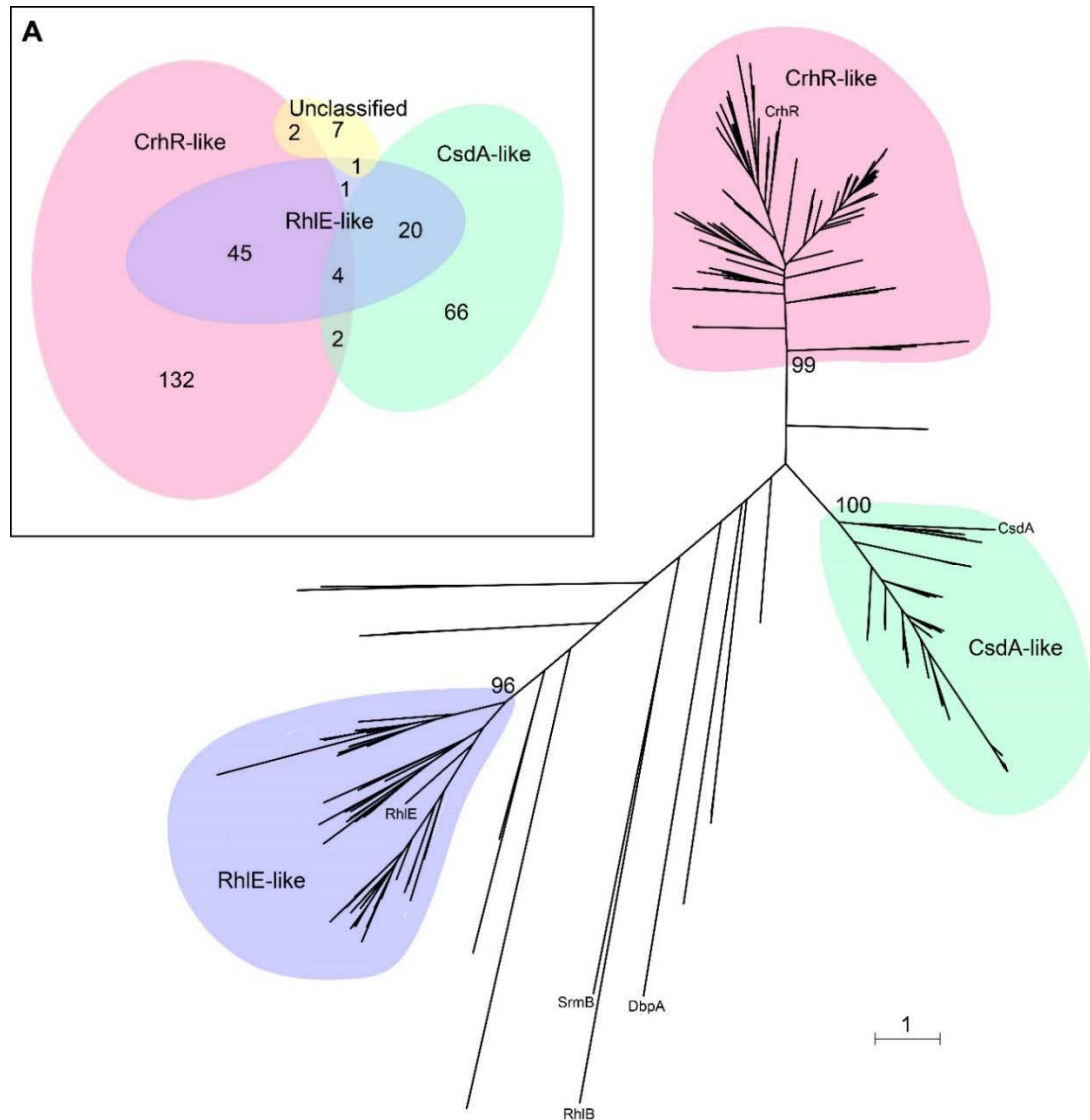 A
Unclassified
2
7
CrhR-like
CsdA-like
1
1
RhlE-like
20
45
4
66
2
132
CrhR-like
CrhR
99
100
CsdA
CsdA-like
96
RhlE
RhlE-like
SrmB
DbpA
1
RhlB